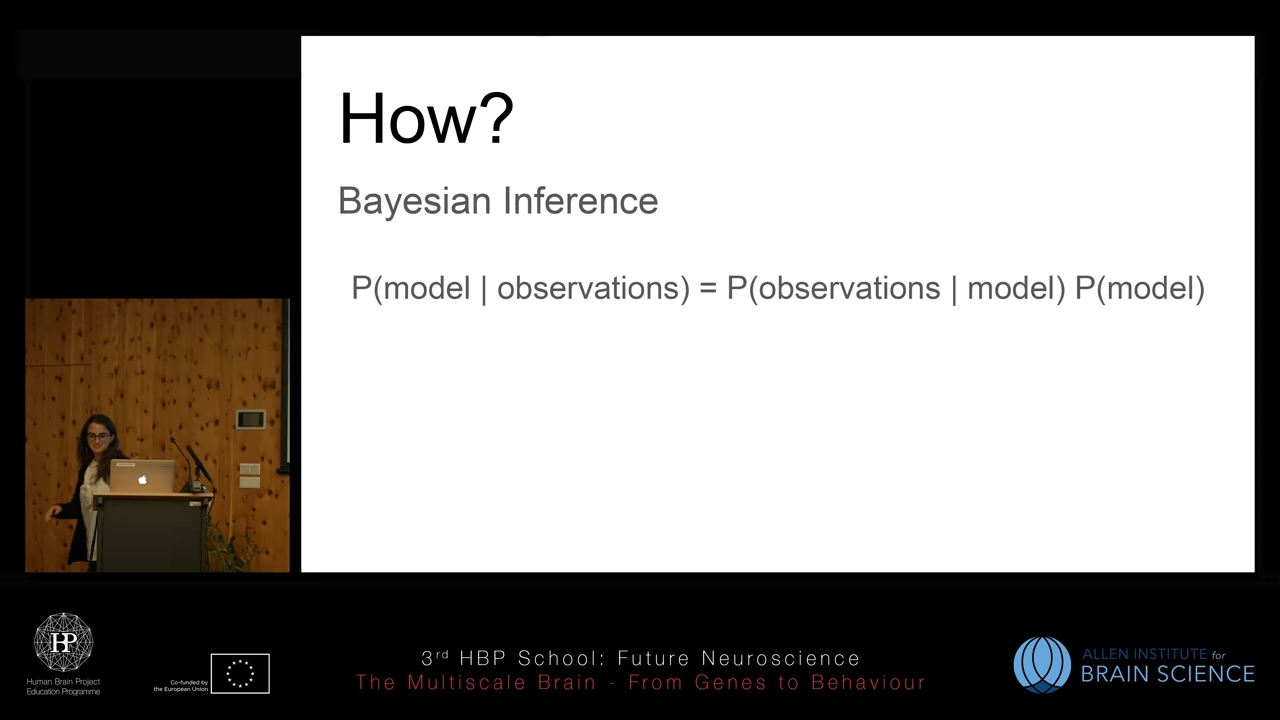 How?
Bayesian Inference
P(model | observations) = P(observations | model) P(model)
HP
Human Brain Project
Education Programme
Co-funded by
the European Union
3rd HBP School: Future Neuroscience
The Multiscale Brain - From Genes to Behaviour
ALLEN INSTITUTE for
BRAIN SCIENCE